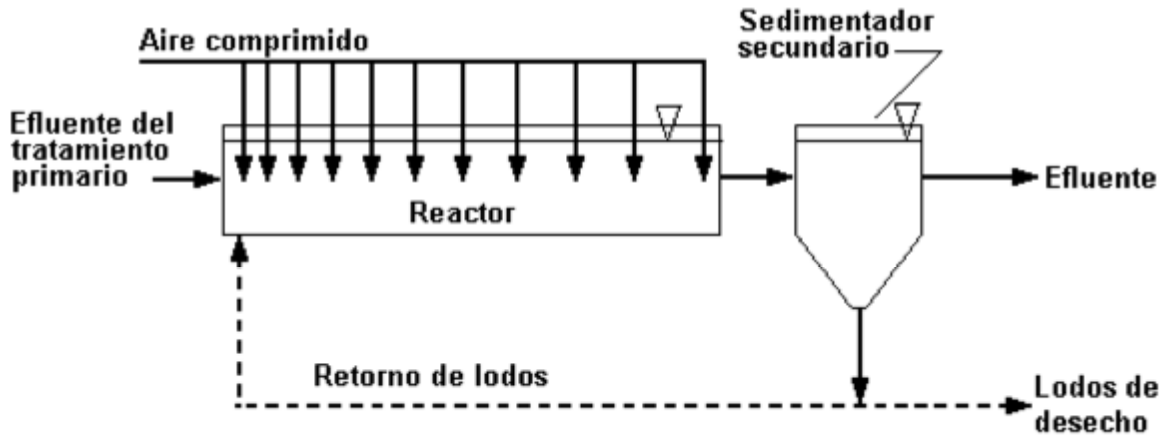 Sedimentador
secundario
Aire comprimido
Efluente del
tratamiento
primario
Reactor
Efluente
Retorno de lodos
Lodos de
desecho